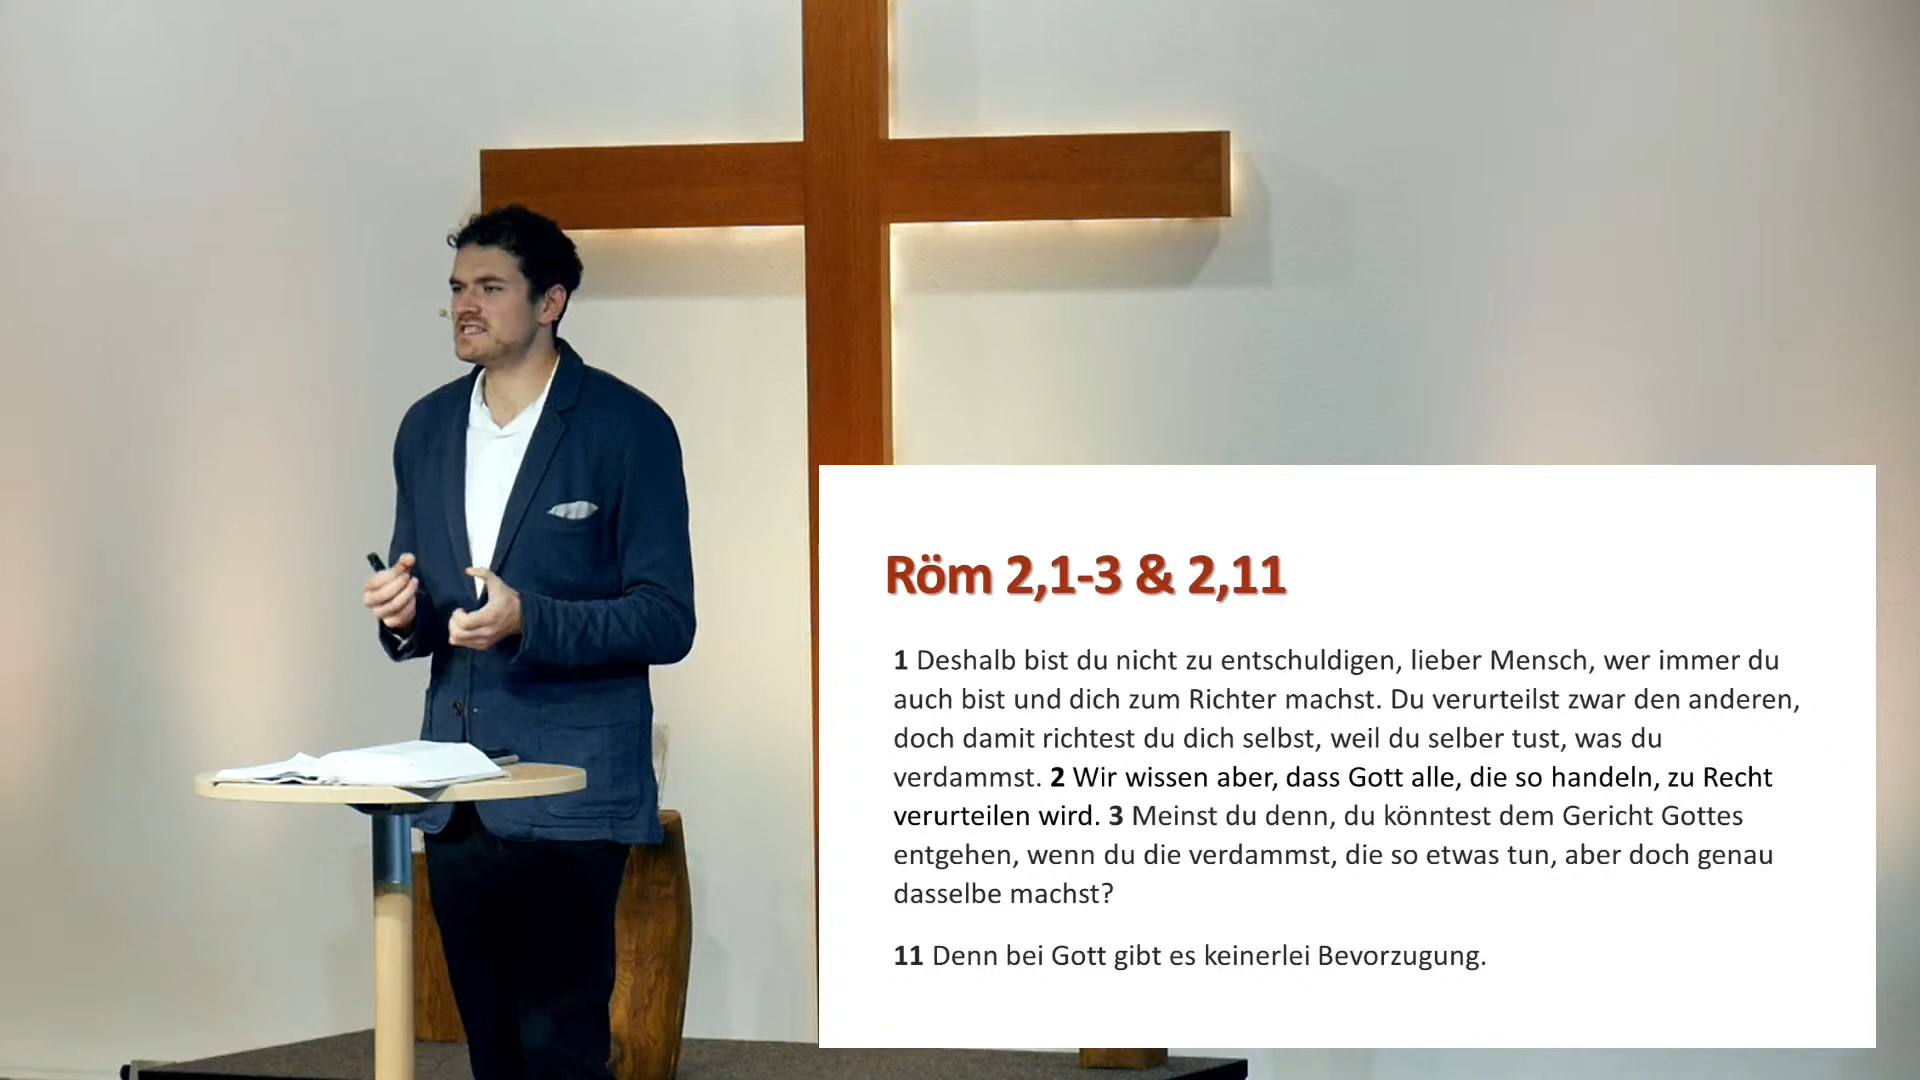 Röm 2,1-3 & 2,11
1 Deshalb bist du nicht zu entschuldigen, lieber Mensch, wer immer du
auch bist und dich zum Richter machst. Du verurteilst zwar den anderen,
doch damit richtest du dich selbst, weil du selber tust, was du
verdammst. 2 Wir wissen aber, dass Gott alle, die so handeln, zu Recht
verurteilen wird. 3 Meinst du denn, du könntest dem Gericht Gottes
entgehen, wenn du die verdammst, die so etwas tun, aber doch genau
dasselbe machst?
11 Denn bei Gott gibt es keinerlei Bevorzugung.